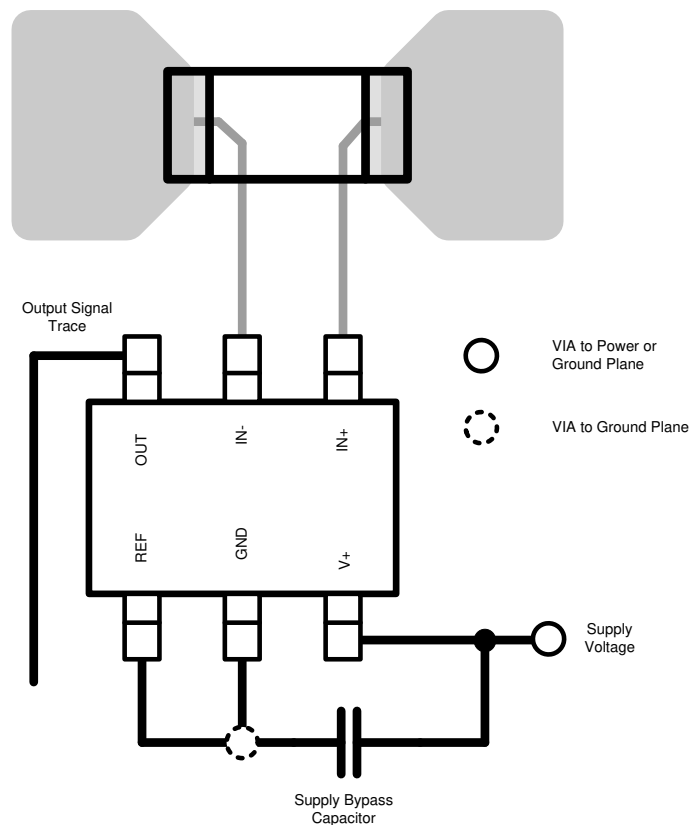 Output Signal
Trace
VIA to Power or
Ground Plane
VIA to Ground Plane
OUT
IN-
IN+
REF
GND
V+
Supply
Voltage
Supply Bypass
Capacitor